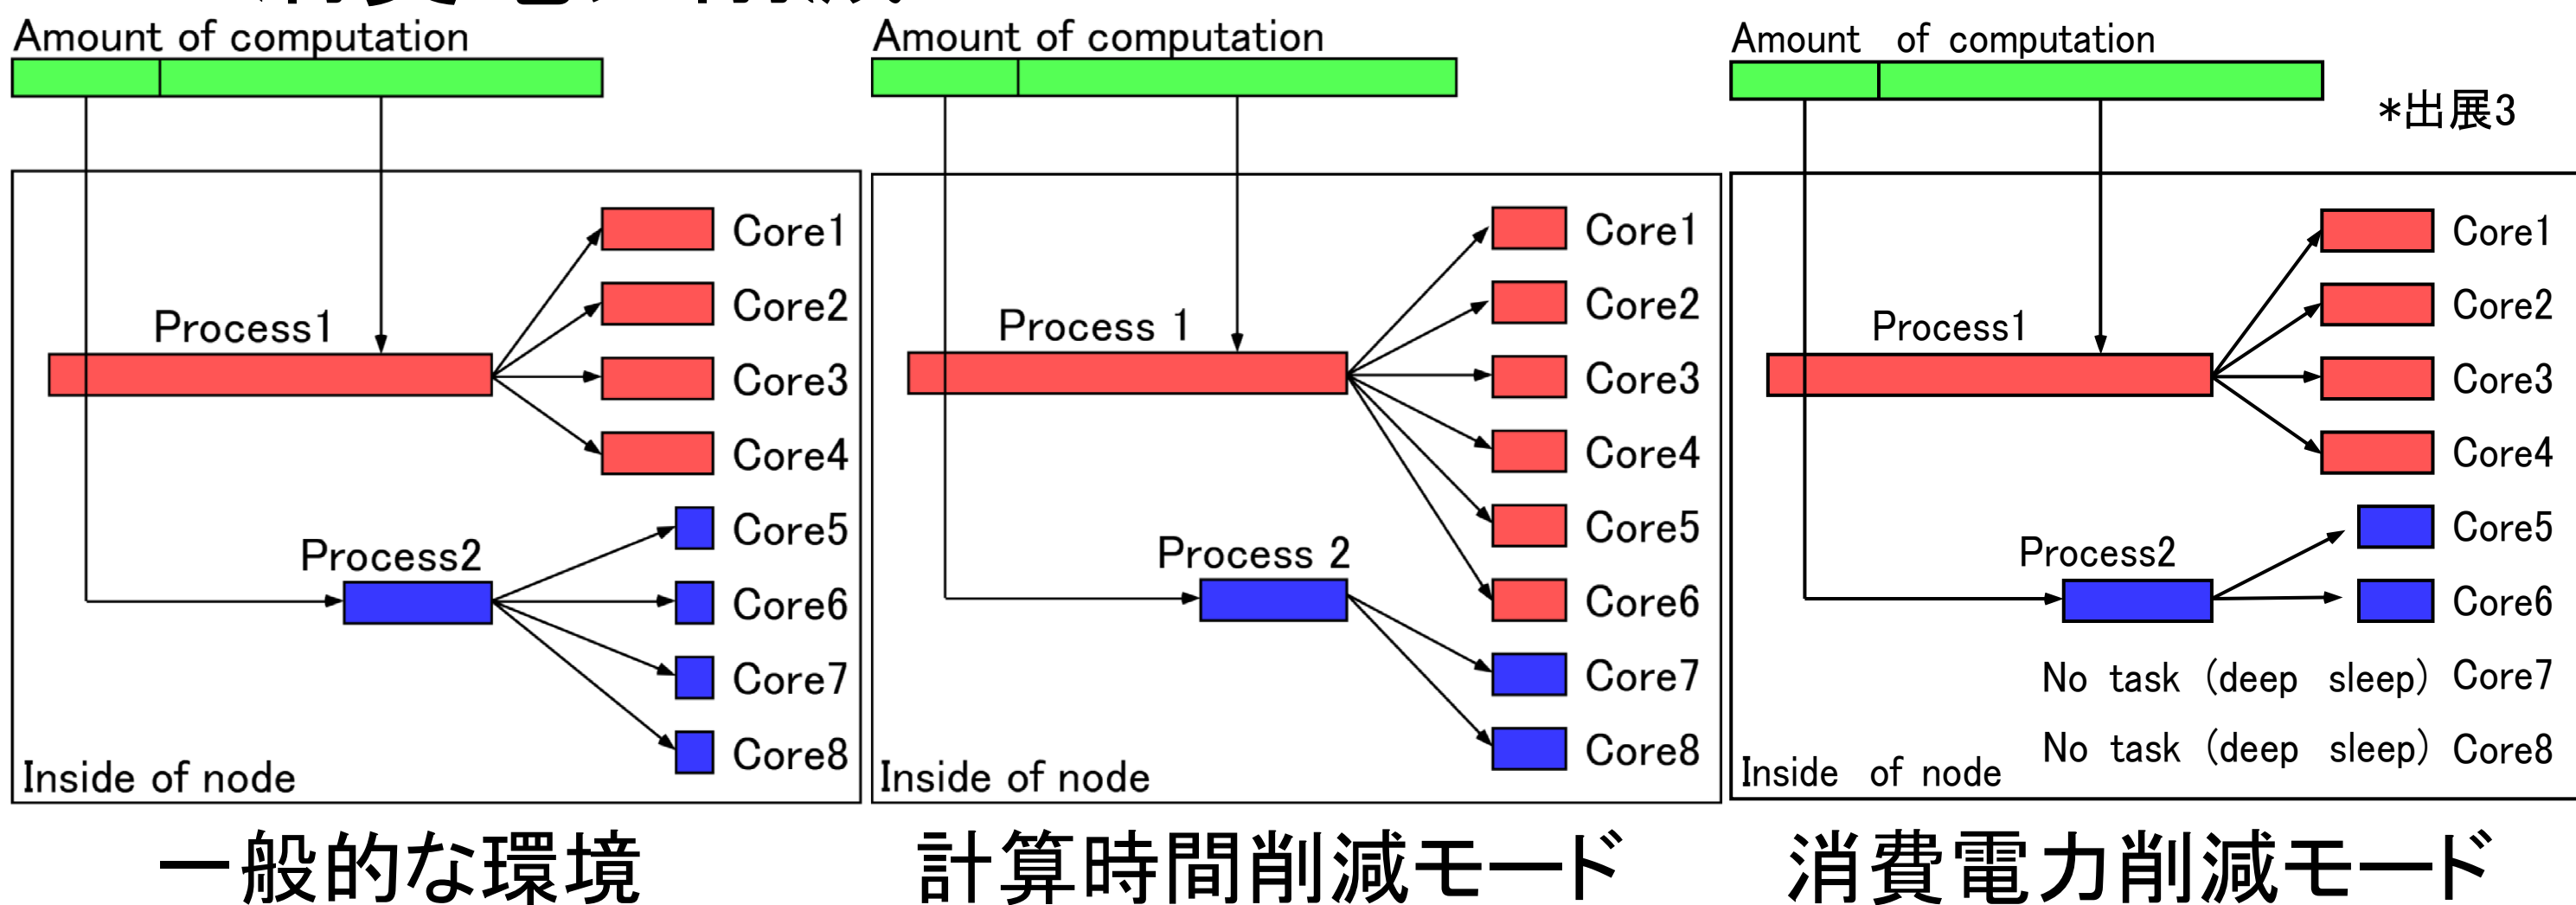 Amount of computation
Process1
Core1
Core2
Core3
Core4
Process2
Core5
Core6
Core7
Core8
Inside of node
一般的な環境
Amount of computation
Process 1
Core1
Core2
Core3
Core4
Core5
Process 2
Core6
Core7
Core8
Inside of node
計算時間削減モード
Amount of computation
*出展3
Core1
Core2
Process1
Core3
Core4
Core5
Process2
Core6
No task (deep sleep) Core7
No task (deep sleep) Core8
Inside of node
消費電力削減モード